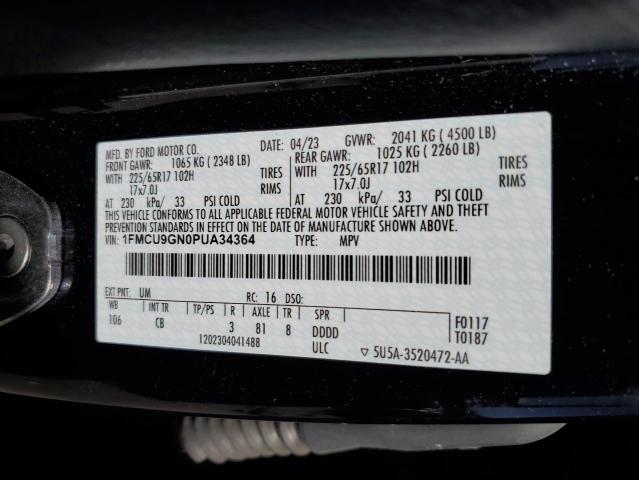 MFD. BY FORD MOTOR CO. DATE: 04/23 GVWR: 2041 KG ( 4500 LB)
FRONT GAWR: 1065 KG ( 2348 LB) REAR GAWR: 1025 KG ( 2260 LB)
WITH 225/65R17 102H TIRES WITH 225/65R17 102H TIRES
17x7.0J RIMS 17x7.0J RIMS
AT 230 kPa/ 33 PSI COLD AT 230 kPa/ 33 PSI COLD
THIS VEHICLE CONFORMS TO ALL APPLICABLE FEDERAL MOTOR VEHICLE SAFETY AND THEFT
PREVENTION STANDARDS IN EFFECT ON THE DATE OF MANUFACTURE SHOWN ABOVE.
VIN: 1FMCU9GN0PUA34364 TYPE: MPV
EXT PNT: UM RC: 16 DSO:
WB INT TR TP/PS R AXLE TR SPR
106 CB 3 81 8 DDDD
1202304041488 ULC
F0117
T0187
▽ 5U5A-3520472-AA